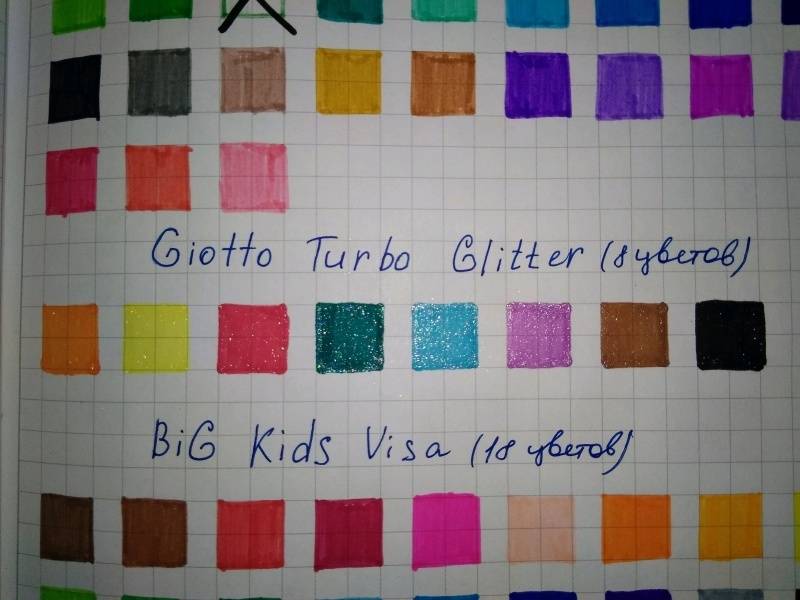 Giotto Turbo Glitter (8 цветов)
BiG Kids Visa (18 цветов)